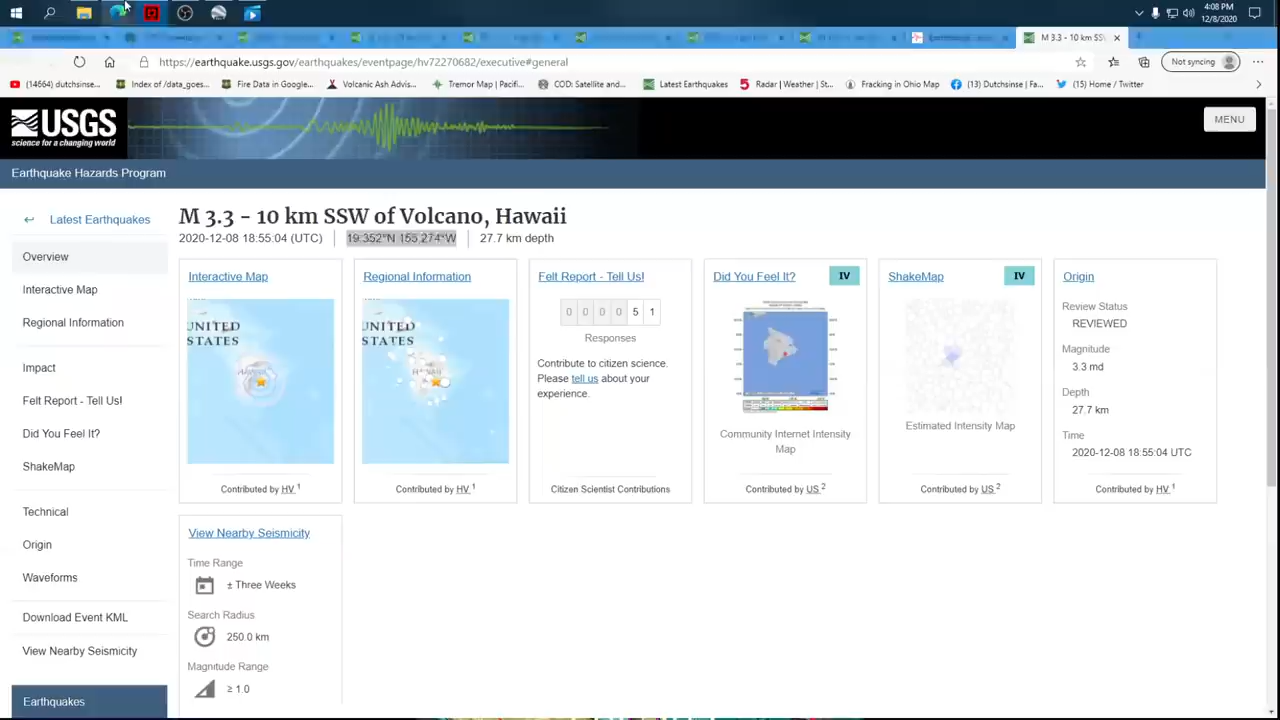 4:08 PM
12/8/2020
M 3.3 - 10 km SS
https://earthquake.usgs.gov/earthquakes/eventpage/hv72270682/executive#general
Not syncing
(14664) dutchsinse...
Index of /data_goes...
Fire Data in Google...
Volcanic Ash Advis...
Tremor Map | Pacifi...
COD: Satellite and...
Latest Earthquakes
Radar | Weather | St...
Fracking in Ohio Map
(13) Dutchsinse | Fa...
(15) Home / Twitter
USGS
science for a changing world
MENU
Earthquake Hazards Program
Latest Earthquakes
Overview
Interactive Map
Regional Information
Impact
Felt Report - Tell Us!
Did You Feel It?
ShakeMap
Technical
Origin
Waveforms
Download Event KML
View Nearby Seismicity
Earthquakes
M 3.3 - 10 km SSW of Volcano, Hawaii
2020-12-08 18:55:04 (UTC)
19.352°N 155.274°W
27.7 km depth
Interactive Map
UNITED
STATES
Contributed by HV 1
Regional Information
UNITED
STATES
Contributed by HV 1
Felt Report - Tell Us!
0 0 0 0 5 1
Responses
Contribute to citizen science.
Please tell us about your
experience.
Citizen Scientist Contributions
Did You Feel It?
IV
Community Internet Intensity
Map
Contributed by US 2
ShakeMap
IV
Estimated Intensity Map
Contributed by US 2
Origin
Review Status
REVIEWED
Magnitude
3.3 md
Depth
27.7 km
Time
2020-12-08 18:55:04 UTC
Contributed by HV 1
View Nearby Seismicity
Time Range
± Three Weeks
Search Radius
250.0 km
Magnitude Range
≥ 1.0